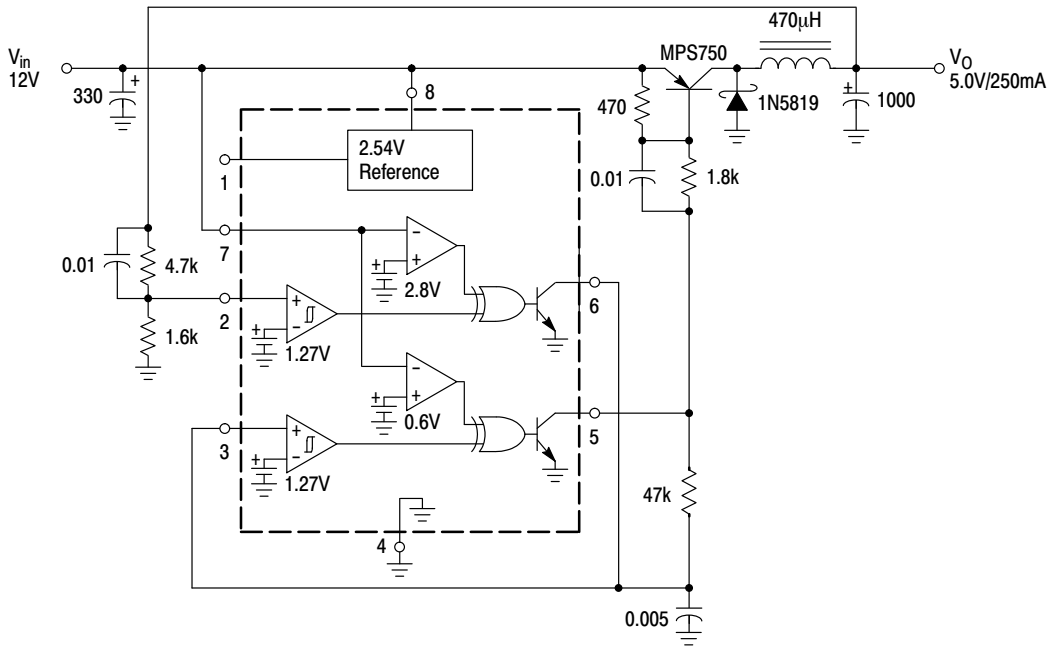 470μH
MPS750
Vin
12V
VO
5.0V/250mA
330
+
8
470
1N5819
+
1000
2.54V
Reference
1
0.01
1.8k
7
–
+
+
2.8V
0.01
4.7k
6
2
+
–
+
1.27V
1.6k
–
+
+
0.6V
5
3
+
–
+
1.27V
47k
4
0.005